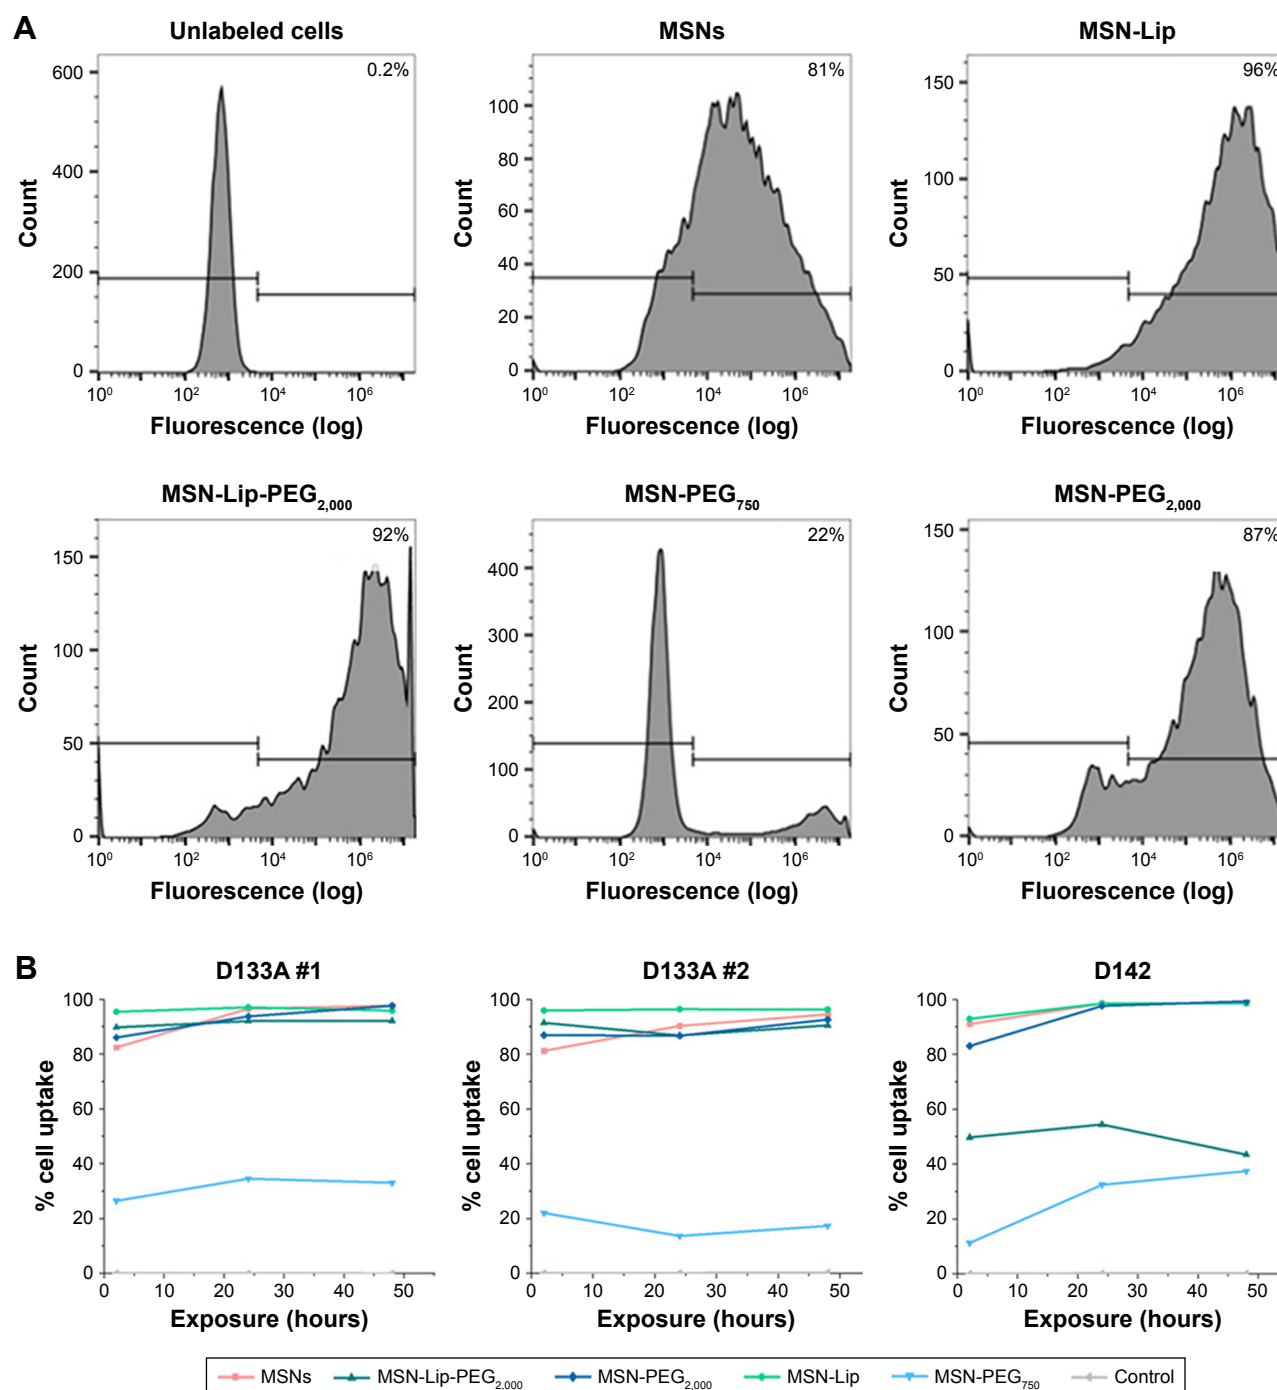 A
Unlabeled cells
MSNs
MSN-Lip
0.2%
81%
96%
Count
600
400
200
0
10⁰ 10² 10⁴ 10⁶
Fluorescence (log)
Count
100
80
60
40
20
0
10⁰ 10² 10⁴ 10⁶
Fluorescence (log)
Count
150
100
50
0
10⁰ 10² 10⁴ 10⁶
Fluorescence (log)
MSN-Lip-PEG2,000
MSN-PEG750
MSN-PEG2,000
92%
22%
87%
Count
150
100
50
0
10⁰ 10² 10⁴ 10⁶
Fluorescence (log)
Count
400
300
200
100
0
10⁰ 10² 10⁴ 10⁶
Fluorescence (log)
Count
150
100
50
0
10⁰ 10² 10⁴ 10⁶
Fluorescence (log)
B
D133A #1
D133A #2
D142
% cell uptake
100
80
60
40
20
0
0 10 20 30 40 50
Exposure (hours)
% cell uptake
100
80
60
40
20
0
0 10 20 30 40 50
Exposure (hours)
% cell uptake
100
80
60
40
20
0
0 10 20 30 40 50
Exposure (hours)
MSNs MSN-Lip-PEG2,000 MSN-PEG2,000 MSN-Lip MSN-PEG750 Control